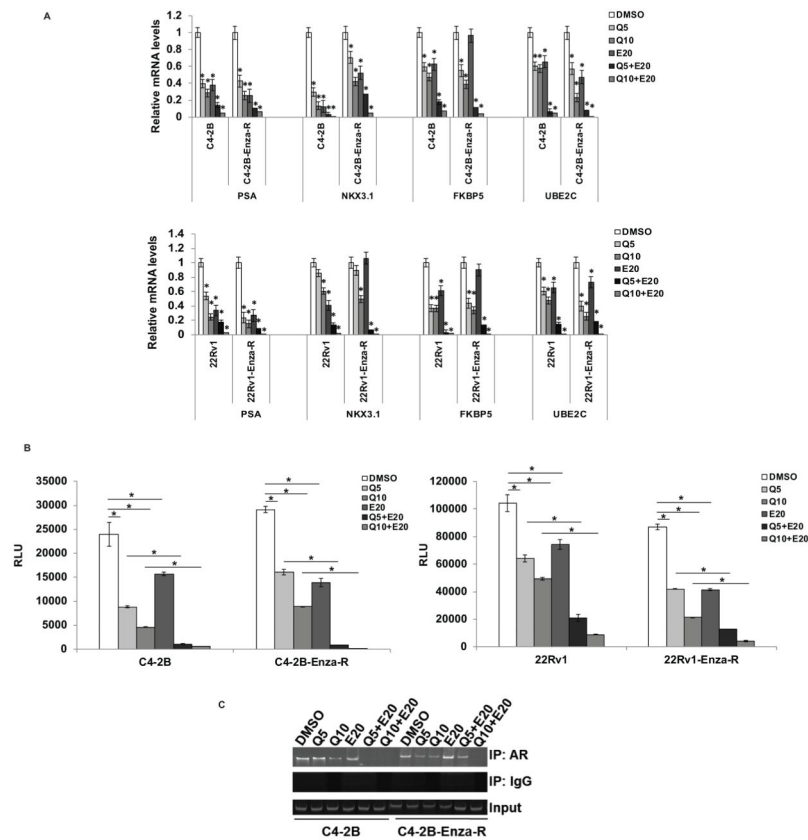 A
Relative mRNA levels
1.2
1
0.8
0.6
0.4
0.2
0
DMSO
Q5
Q10
E20
Q5+E20
Q10+E20
C4-2B
C4-2B-Enza-R
C4-2B
C4-2B-Enza-R
C4-2B
C4-2B-Enza-R
C4-2B
C4-2B-Enza-R
PSA NKX3.1 FKBP5 UBE2C
Relative mRNA levels
1.4
1.2
1
0.8
0.6
0.4
0.2
0
DMSO
Q5
Q10
E20
Q5+E20
Q10+E20
22Rv1
22Rv1-Enza-R
22Rv1
22Rv1-Enza-R
22Rv1
22Rv1-Enza-R
22Rv1
22Rv1-Enza-R
PSA NKX3.1 FKBP5 UBE2C
B
RLU
35000
30000
25000
20000
15000
10000
5000
0
DMSO
Q5
Q10
E20
Q5+E20
Q10+E20
C4-2B
DMSO
Q5
Q10
E20
Q5+E20
Q10+E20
C4-2B-Enza-R
RLU
120000
100000
80000
60000
40000
20000
0
DMSO
Q5
Q10
E20
Q5+E20
Q10+E20
22Rv1 22Rv1-Enza-R
C
DMSO Q5 Q10 E20 Q5+E20 Q10+E20 DMSO Q5 Q10 E20 Q5+E20 Q10+E20
IP: AR
IP: IgG
Input
C4-2B C4-2B-Enza-R